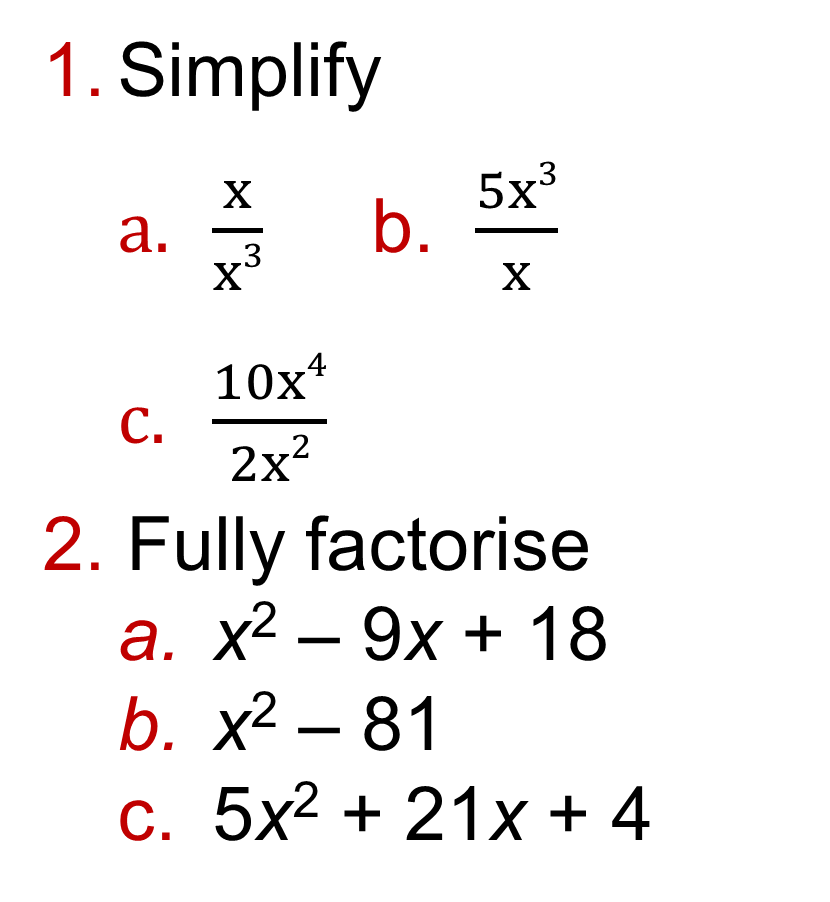 1. Simplify
a. x/x³ b. 5x³/x
c. 10x⁴/2x²
2. Fully factorise
a. x² – 9x + 18
b. x² – 81
c. 5x² + 21x + 4